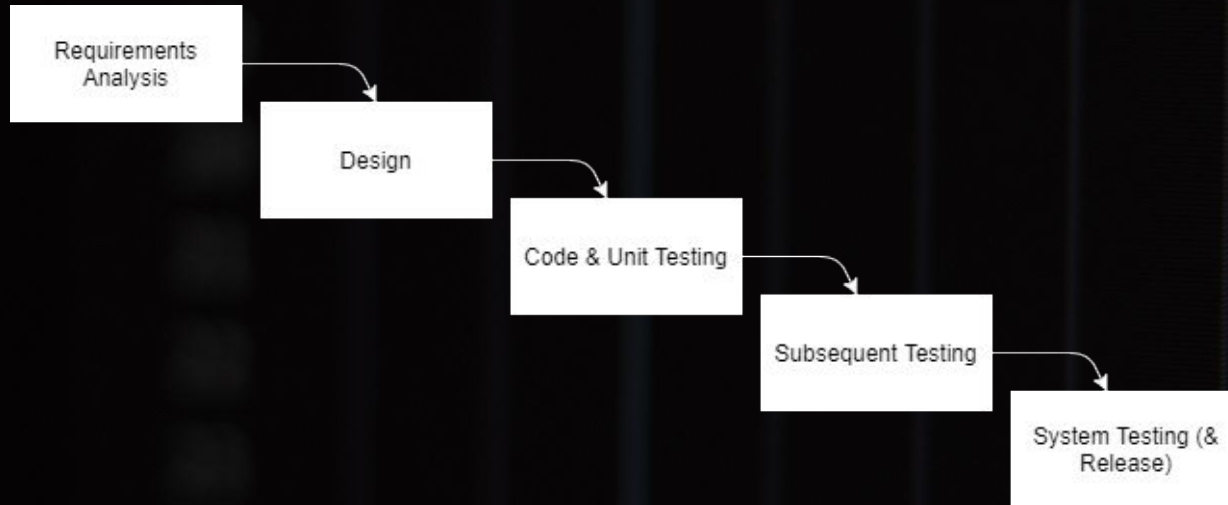 Requirements
Analysis
Design
Code & Unit Testing
Subsequent Testing
System Testing (&
Release)